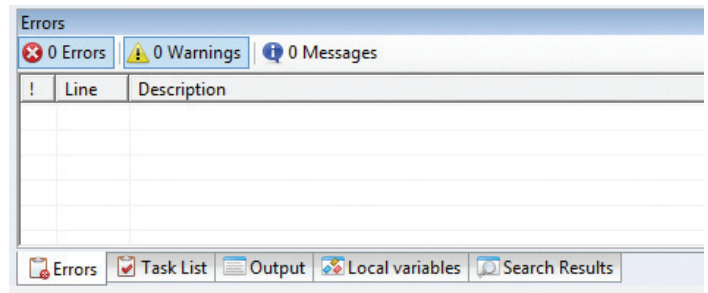 Errors
0 Errors 0 Warnings 0 Messages
! Line Description
Errors Task List Output Local variables Search Results